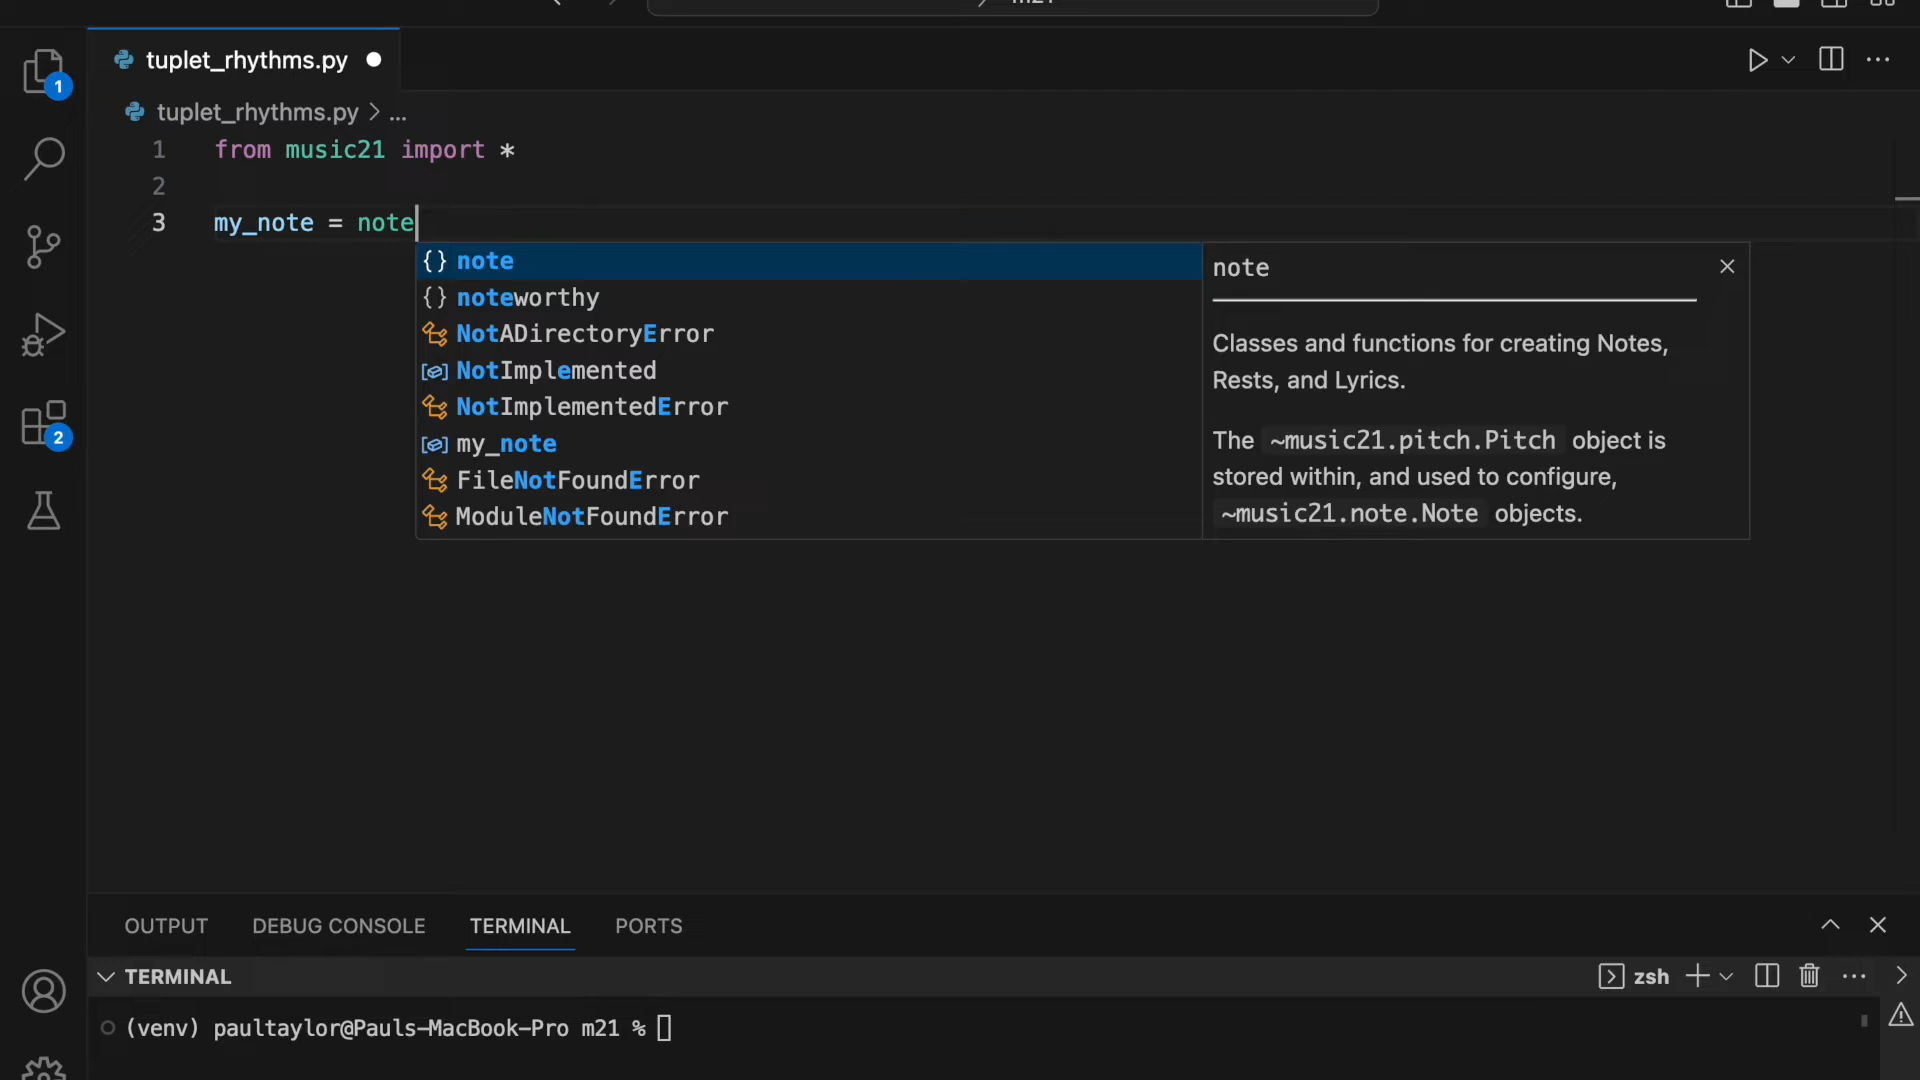 tuplet_rhythms.py
1
tuplet_rhythms.py > ...
1 from music21 import *
2
3 my_note = note
{} note
{} noteworthy
NotADirectoryError
NotImplemented
NotImplementedError
my_note
FileNotFoundError
ModuleNotFoundError
note
Classes and functions for creating Notes,
Rests, and Lyrics.
The ~music21.pitch.Pitch object is
stored within, and used to configure,
~music21.note.Note objects.
2
OUTPUT DEBUG CONSOLE TERMINAL PORTS
TERMINAL
zsh
(venv) paultaylor@Pauls-MacBook-Pro m21 %